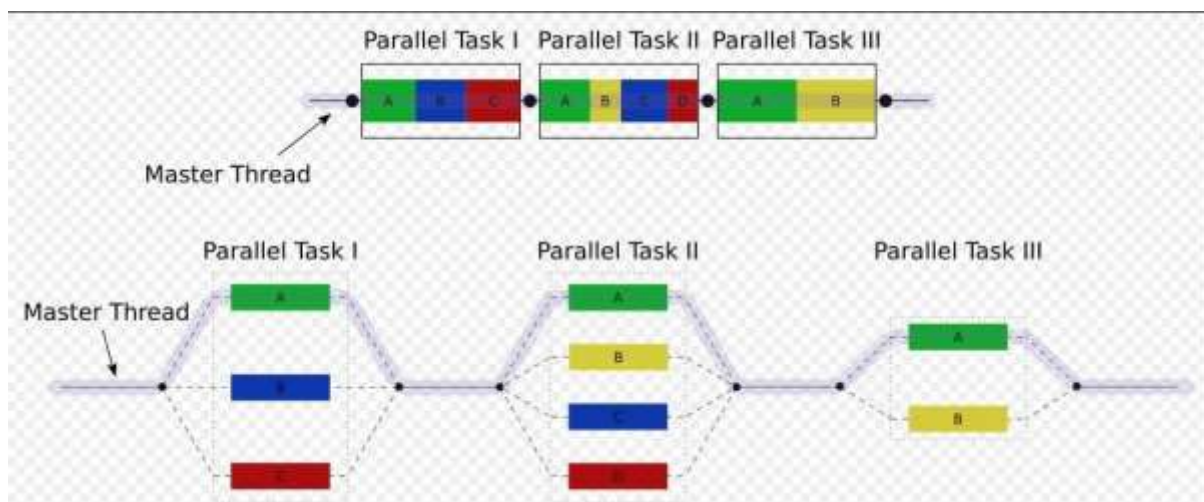 Parallel Task I Parallel Task II Parallel Task III
A B C A B C D A B
Master Thread
Parallel Task I Parallel Task II Parallel Task III
Master Thread
A A
A
B
B
C
B
C D